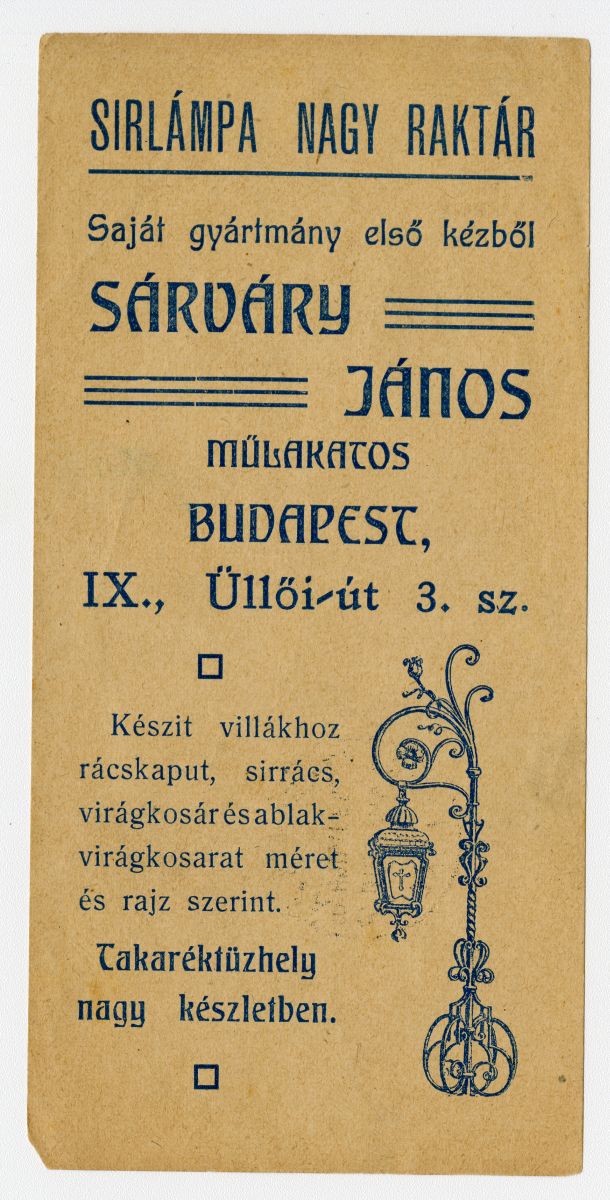 SIRLÁMPA NAGY RAKTÁR
Saját gyártmány első kézből
SÁRVÁRY
JÁNOS
MŰLAKATOS
BUDAPEST,
IX., Üllői-út 3. sz.
Készit villákhoz
rácskaput, sirrács,
virágkosár és ablak-
virágkosarat méret
és rajz szerint.
Takaréktüzhely
nagy készletben.